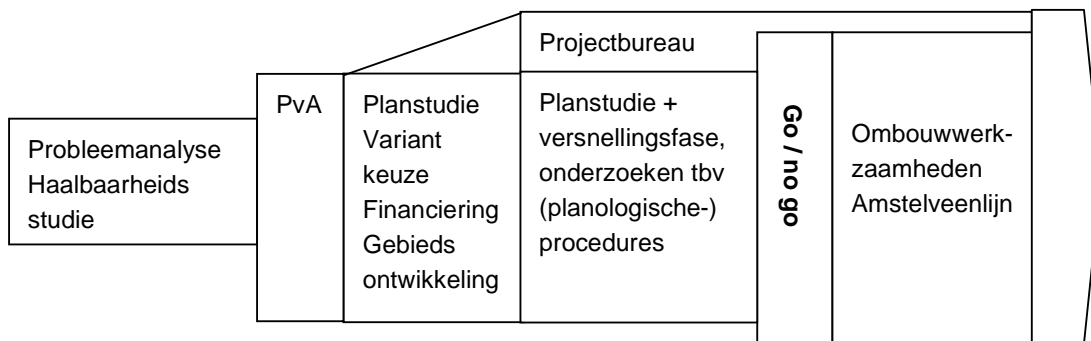 Probleemanalyse
Haalbaarheids
studie
PvA
Planstudie
Variant
keuze
Financiering
Gebieds
ontwikkeling
Projectbureau
Planstudie +
versnellingsfase,
onderzoeken tbv
(planologische-)
procedures
Go / no go
Ombouwwerk-
zaamheden
Amstelveenlijn